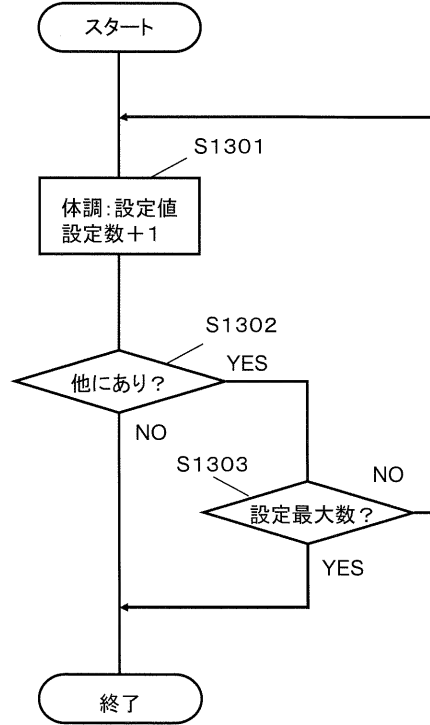 スタート
S1301
体調:設定値
設定数+1
S1302
他にあり?
YES
NO
S1303
設定最大数?
NO
YES
終了